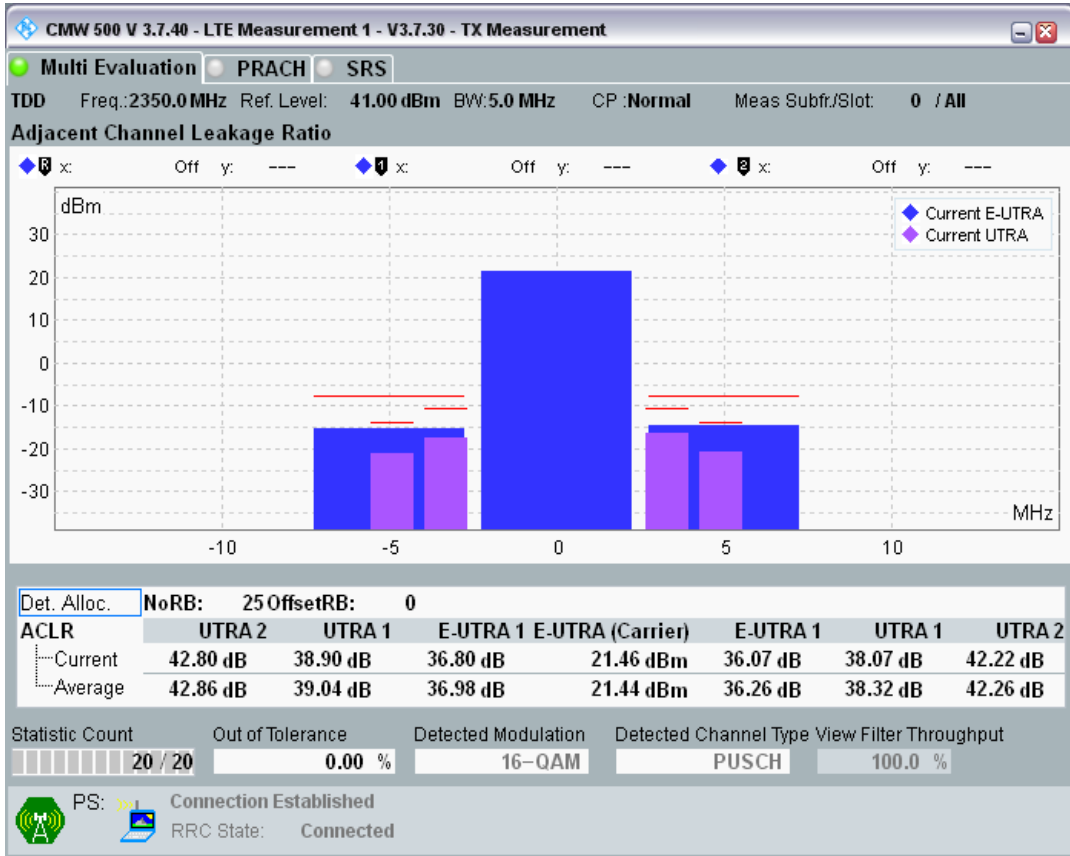 CMW 500 V 3.7.40 - LTE Measurement 1 - V3.7.30 - TX Measurement
Multi Evaluation PRACH SRS
TDD Freq.:2350.0 MHz Ref. Level: 41.00 dBm BW:5.0 MHz CP :Normal Meas Subfr./Slot: 0 / All
Adjacent Channel Leakage Ratio
R x: Off y: --- 1 x: Off y: --- 2 x: Off y: ---
dBm
Current E-UTRA
Current UTRA
30
20
10
0
-10
-20
-30
MHz
-10 -5 0 5 10
Det. Alloc. NoRB: 25 OffsetRB: 0
ACLR UTRA 2 UTRA 1 E-UTRA 1 E-UTRA (Carrier) E-UTRA 1 UTRA 1 UTRA 2
Current 42.80 dB 38.90 dB 36.80 dB 21.46 dBm 36.07 dB 38.07 dB 42.22 dB
Average 42.86 dB 39.04 dB 36.98 dB 21.44 dBm 36.26 dB 38.32 dB 42.26 dB
Statistic Count Out of Tolerance Detected Modulation Detected Channel Type View Filter Throughput
20 / 20 0.00 % 16-QAM PUSCH 100.0 %
PS: Connection Established
RRC State: Connected